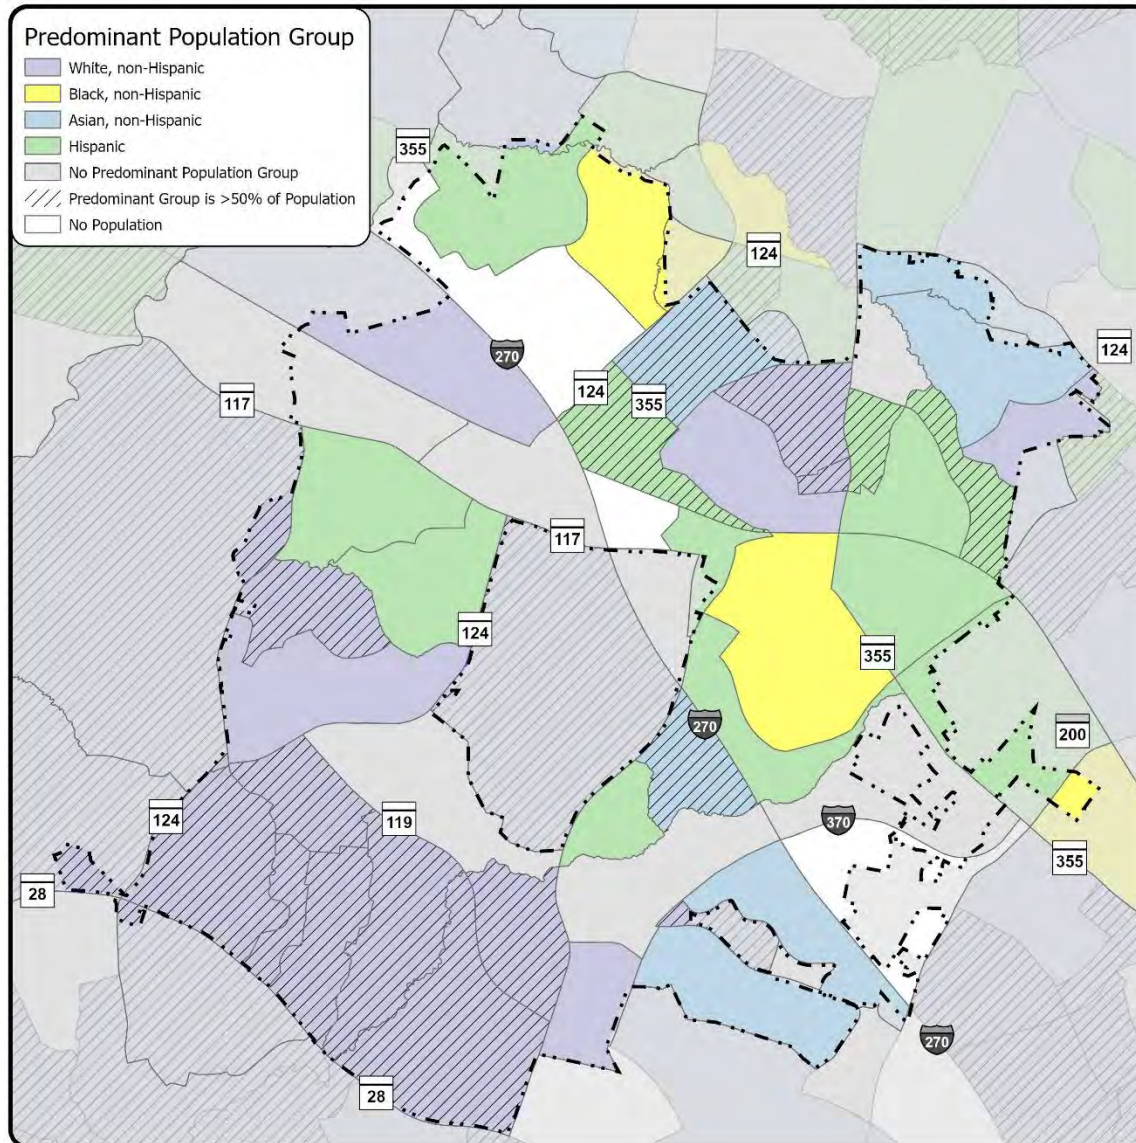 Predominant Population Group
White, non-Hispanic
Black, non-Hispanic
Asian, non-Hispanic
Hispanic
No Predominant Population Group
Predominant Group is >50% of Population
No Population
355
124
124
270
117
124
355
117
124
355
270
200
124
119
370
355
28
270
28